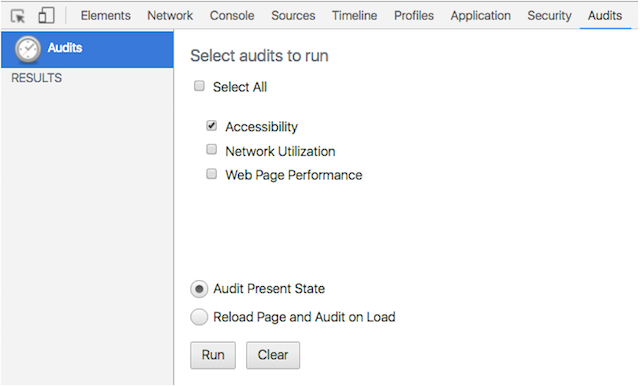 Elements Network Console Sources Timeline Profiles Application Security Audits
Audits
RESULTS
Select audits to run
Select All
Accessibility
Network Utilization
Web Page Performance
Audit Present State
Reload Page and Audit on Load
Run Clear